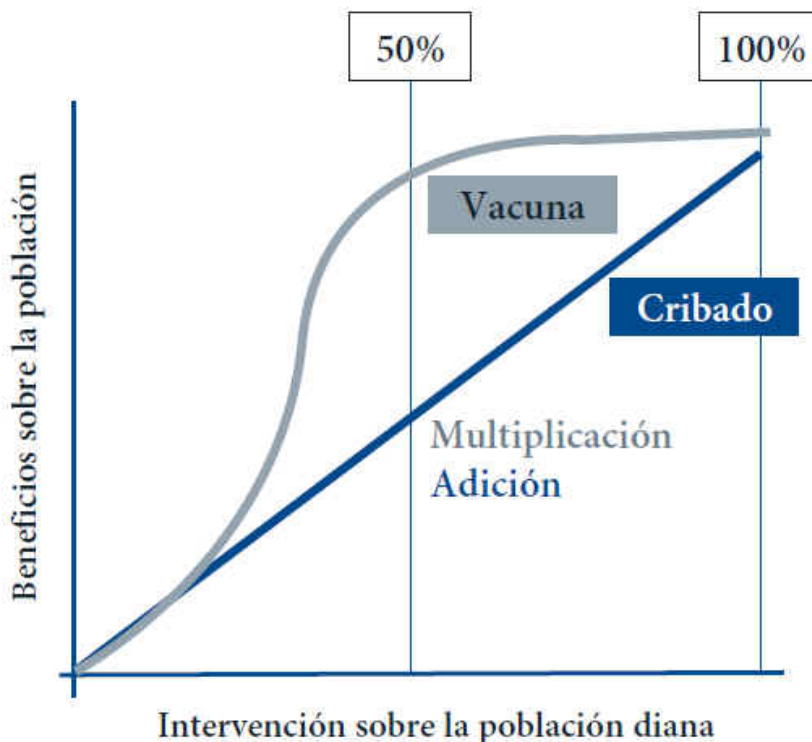 50%
100%
Beneficios sobre la población
Vacuna
Cribado
Multiplicación
Adición
Intervención sobre la población diana